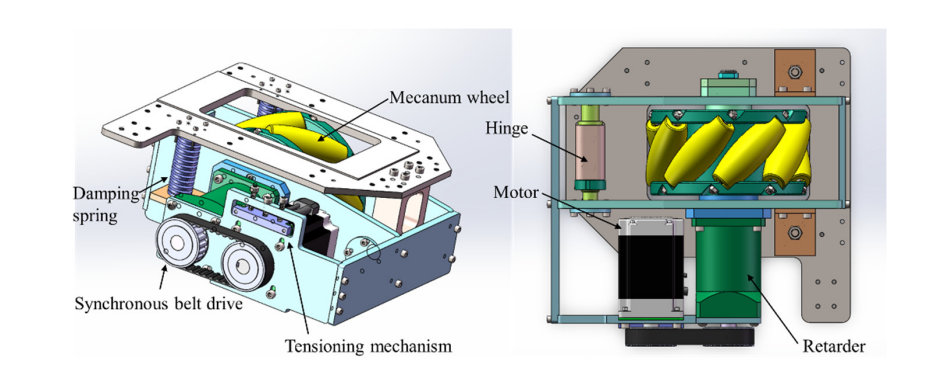 Mecanum wheel
Hinge
Motor
Damping
spring
Synchronous belt drive
Tensioning mechanism
Retarder